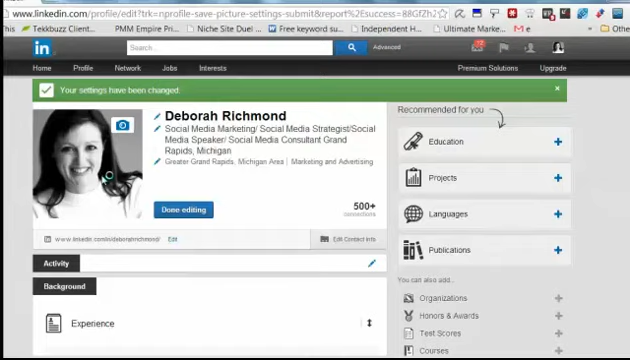 www.linkedin.com/profile/edit?trk=nprofile-save-picture-settings-submit&report%2Esuccess=
This
Tekkbuzz Client...
PMM Empire Pri...
Niche Site Duel ...
Free keyword su...
Independent H...
Ultimate Marke...
e
Othe
in
Search...
Advanced
Home
Profile
Network
Jobs
Interests
Premium Solutions
Upgrade
Your settings have been changed.
Deborah Richmond
Social Media Marketing/ Social Media Strategist/Social
Media Speaker/ Social Media Consultant Grand
Rapids, Michigan
Greater Grand Rapids, Michigan Area | Marketing and Advertising
Done editing
500+
connections
www.linkedin.com/in/deborahrichmond/
Edit
Edit Contact Info
Activity
Background
Experience
Recommended for you
Education
Projects
Languages
Publications
You can also add...
Organizations
Honors & Awards
Test Scores
Courses